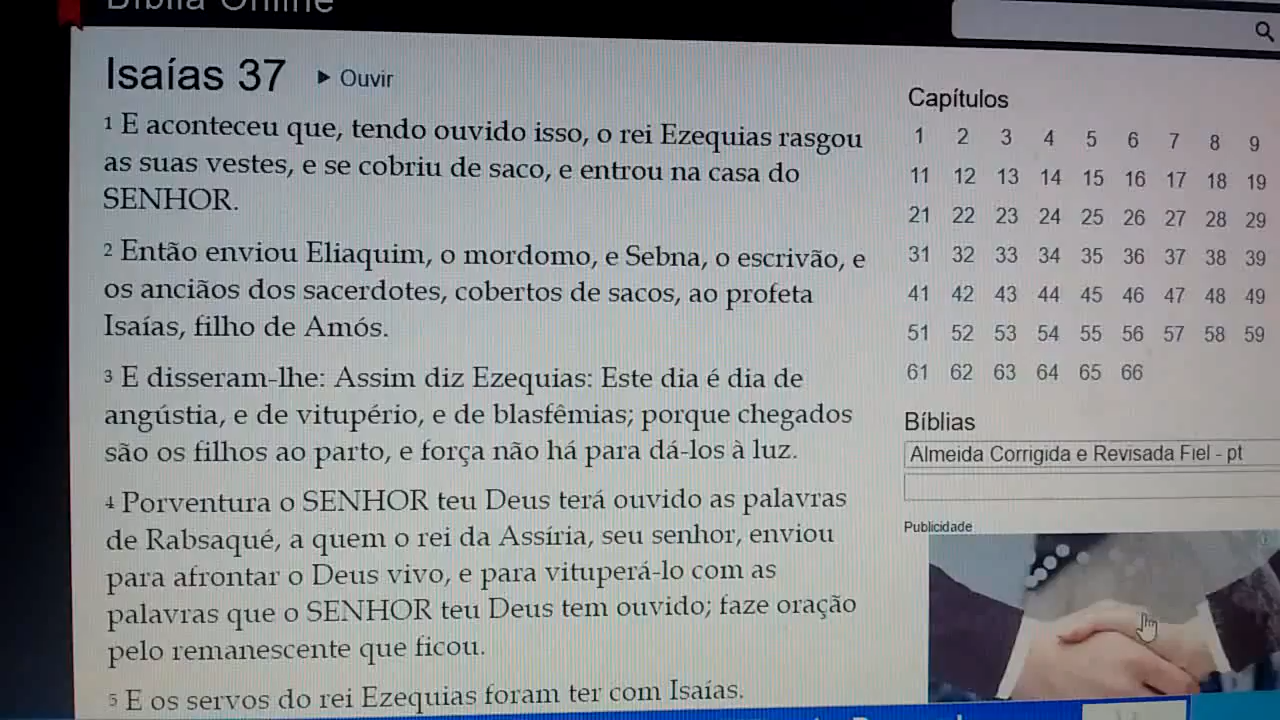 Bíblia Online
Isaías 37 ▶ Ouvir
1 E aconteceu que, tendo ouvido isso, o rei Ezequias rasgou
as suas vestes, e se cobriu de saco, e entrou na casa do
SENHOR.
2 Então enviou Eliaquim, o mordomo, e Sebna, o escrivão, e
os anciãos dos sacerdotes, cobertos de sacos, ao profeta
Isaías, filho de Amós.
3 E disseram-lhe: Assim diz Ezequias: Este dia é dia de
angústia, e de vitupério, e de blasfêmias; porque chegados
são os filhos ao parto, e força não há para dá-los à luz.
4 Porventura o SENHOR teu Deus terá ouvido as palavras
de Rabsaqué, a quem o rei da Assíria, seu senhor, enviou
para afrontar o Deus vivo, e para vituperá-lo com as
palavras que o SENHOR teu Deus tem ouvido; faze oração
pelo remanescente que ficou.
5 E os servos do rei Ezequias foram ter com Isaías.
Capítulos
1 2 3 4 5 6 7 8 9
11 12 13 14 15 16 17 18 19
21 22 23 24 25 26 27 28 29
31 32 33 34 35 36 37 38 39
41 42 43 44 45 46 47 48 49
51 52 53 54 55 56 57 58 59
61 62 63 64 65 66
Bíblias
Almeida Corrigida e Revisada Fiel - pt
Publicidade